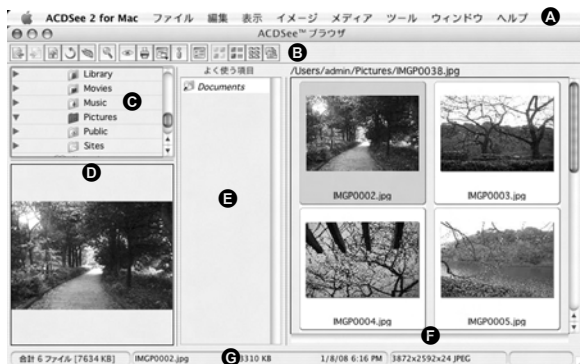 ACDSee 2 for Mac ファイル 編集 表示 イメージ メディア ツール ウィンドウ ヘルプ A
ACDSee™ ブラウザ
B
Library
Movies
Music
Pictures
Public
Sites
C
D
よく使う項目
Documents
E
/Users/admin/Pictures/IMGP0038.jpg
IMGP0002.jpg
IMGP0003.jpg
IMGP0004.jpg
IMGP0005.jpg
F
合計 6 ファイル [7634 KB] IMGP0002.jpg G 3310 KB 1/8/08 6:16 PM 3872x2592x24 JPEG